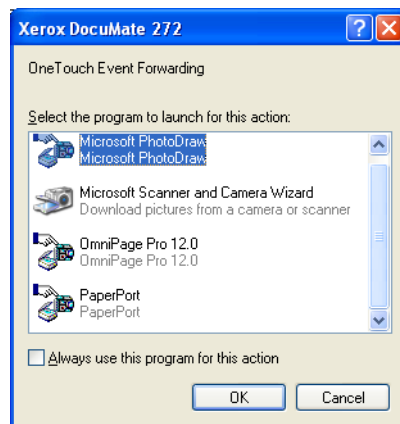 Xerox DocuMate 272
OneTouch Event Forwarding
Select the program to launch for this action:
Microsoft PhotoDraw
Microsoft PhotoDraw
Microsoft Scanner and Camera Wizard
Download pictures from a camera or scanner
OmniPage Pro 12.0
OmniPage Pro 12.0
PaperPort
PaperPort
Always use this program for this action
OK Cancel